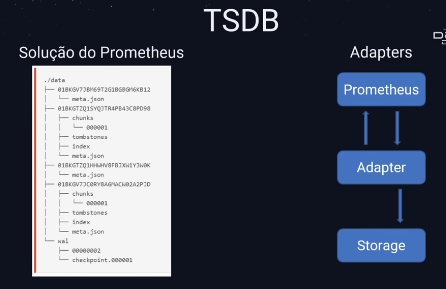 TSDB
Solução do Prometheus
./data
├── 01BKGV7JBM69T2G1BGBGM6KB12
│   └── meta.json
├── 01BKGTZQ1SYQJTR4PB43C8PD98
│   ├── chunks
│   │   └── 000001
│   ├── tombstones
│   ├── index
│   └── meta.json
├── 01BKGTZQ1HHWHV8FBJXW1Y3W0K
│   └── meta.json
├── 01BKGV7JC0RY8A6MACW02A2PJD
│   ├── chunks
│   │   └── 000001
│   ├── tombstones
│   ├── index
│   └── meta.json
└── wal
    ├── 00000002
    └── checkpoint.000001
Adapters
Prometheus
Adapter
Storage